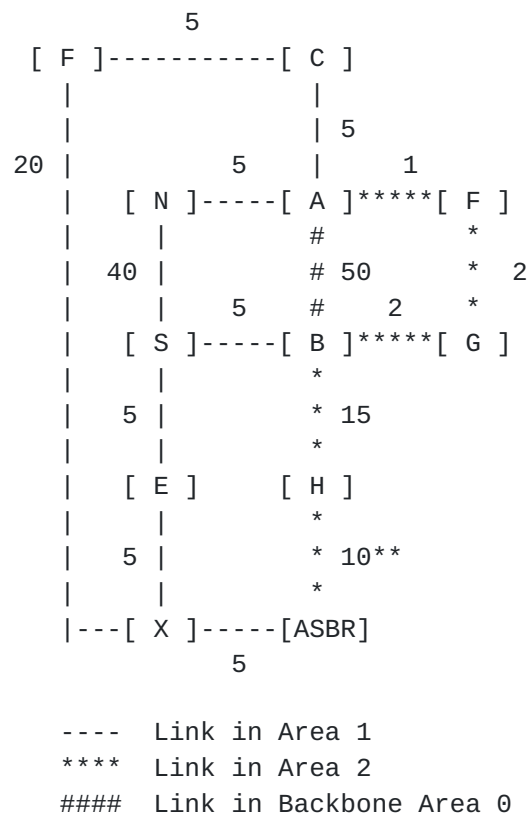 5
[ F ]-----------[ C ]
|                |
|                | 5
20 |          5     |     1
|   [ N ]-----[ A ]*****[ F ]
|     |          #          *
|  40 |          # 50       *  2
|     |     5    #    2     *
|   [ S ]-----[ B ]*****[ G ]
|     |          *
|   5 |          * 15
|     |          *
|   [ E ]      [ H ]
|     |          *
|   5 |          * 10**
|     |          *
|---[ X ]-----[ASBR]
5
----  Link in Area 1
****  Link in Area 2
####  Link in Backbone Area 0